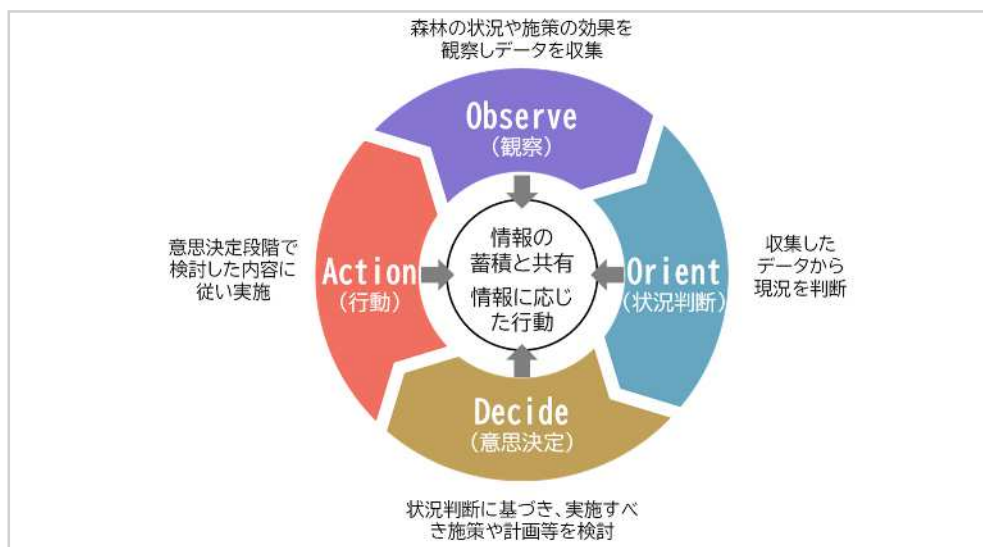 森林の状況や施策の効果を
観察しデータを収集
Observe
(観察)
収集した
データから
現況を判断
Orient
(状況判断)
Decide
(意思決定)
状況判断に基づき、実施すべ
き施策や計画等を検討
意思決定段階で
検討した内容に
従い実施
Action
(行動)
情報の
蓄積と共有
情報に応じ
た行動